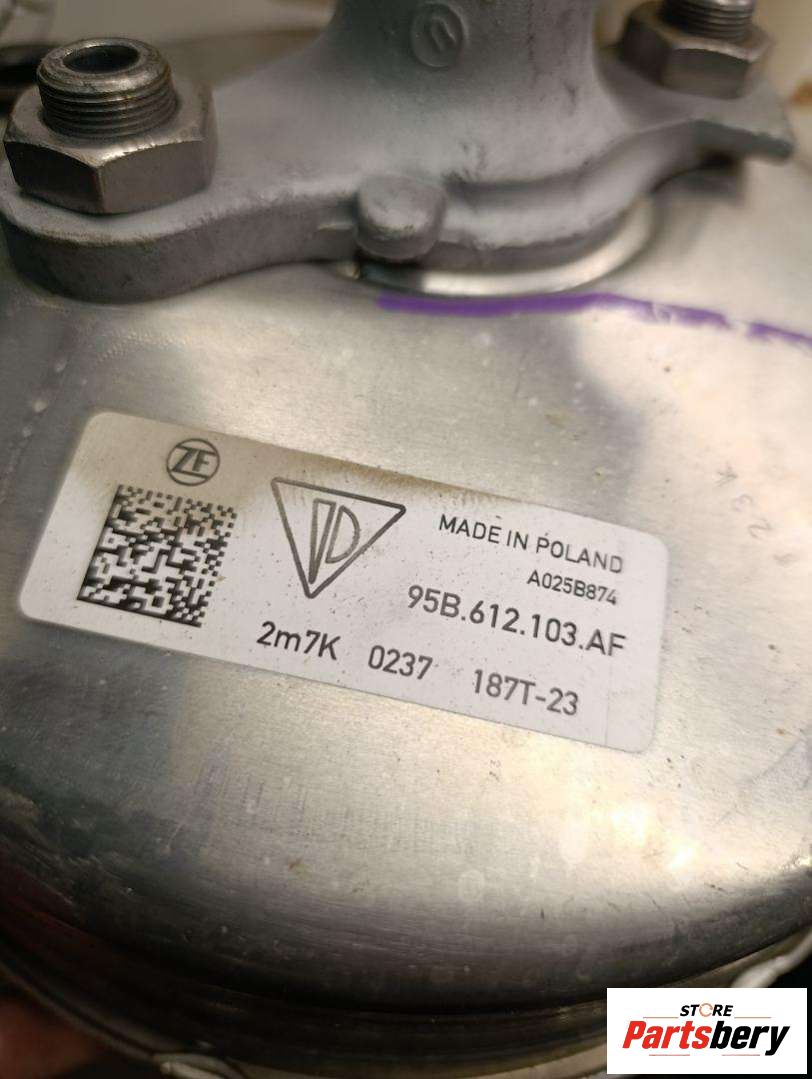 ZF
MADE IN POLAND
A025B874
95B.612.103.AF
2m7K 0237 187T-23
STORE
Partsbery